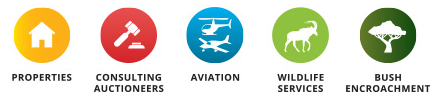 PROPERTIES
CONSULTING
AUCTIONEERS
AVIATION
WILDLIFE
SERVICES
BUSH
ENCROACHMENT